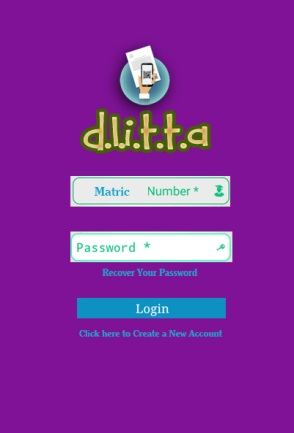 d.l.i.t.t.a
Matric Number *
Password *
Recover Your Password
Login
Click here to Create a New Account